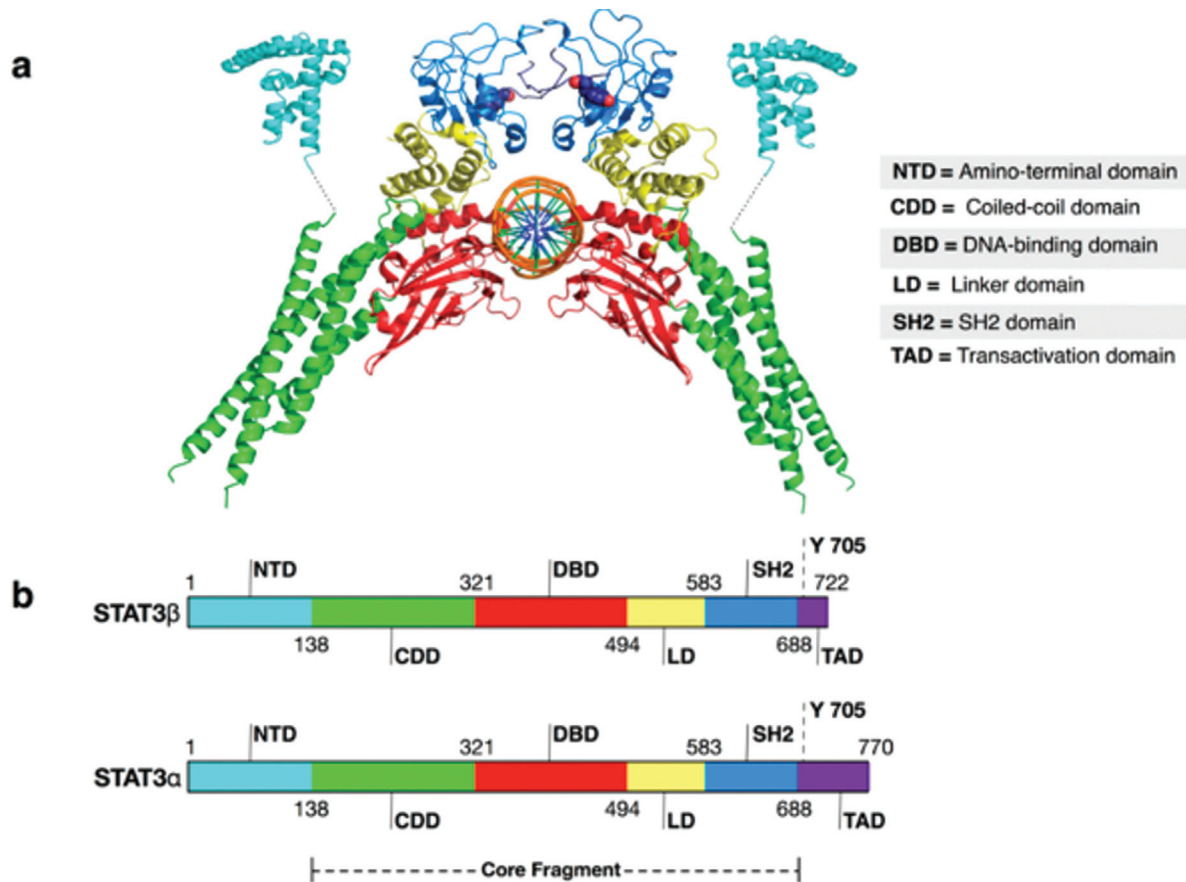 a
NTD = Amino-terminal domain
CDD = Coiled-coil domain
DBD = DNA-binding domain
LD = Linker domain
SH2 = SH2 domain
TAD = Transactivation domain
b
Y 705
1 NTD 321 DBD 583 SH2 722
STAT3β
138 CDD 494 LD 688 TAD
Y 705
1 NTD 321 DBD 583 SH2 770
STAT3α
138 CDD 494 LD 688 TAD
Core Fragment